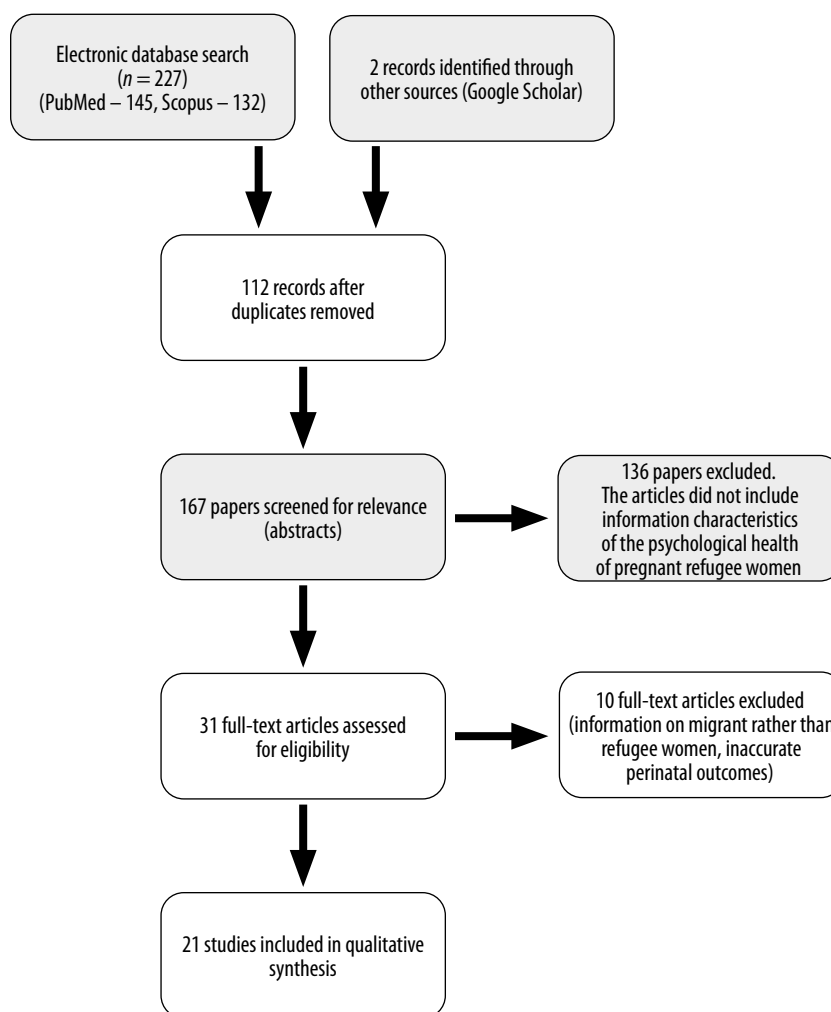 Electronic database search
(n = 227)
(PubMed – 145, Scopus – 132)
2 records identified through
other sources (Google Scholar)
112 records after
duplicates removed
167 papers screened for relevance
(abstracts)
136 papers excluded.
The articles did not include
information characteristics
of the psychological health
of pregnant refugee women
31 full-text articles assessed
for eligibility
10 full-text articles excluded
(information on migrant rather than
refugee women, inaccurate
perinatal outcomes)
21 studies included in qualitative
synthesis